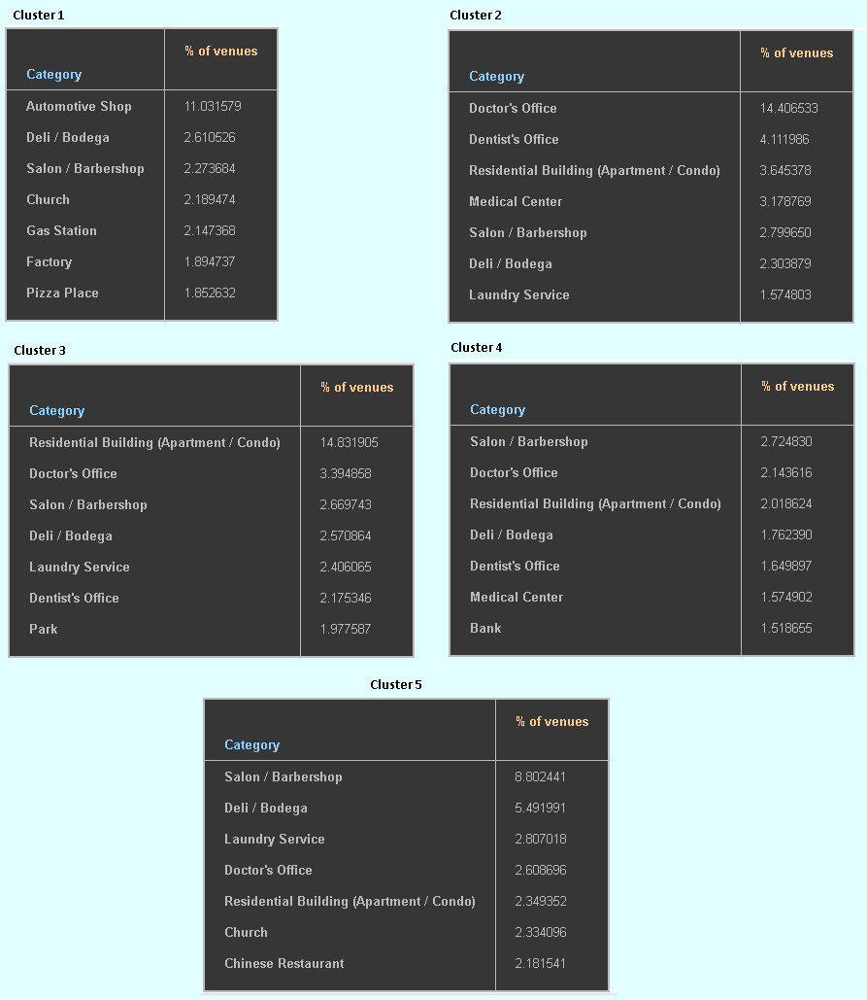 Cluster 1
% of venues
Category
Automotive Shop 11.031579
Deli / Bodega 2.610526
Salon / Barbershop 2.273684
Church 2.189474
Gas Station 2.147368
Factory 1.894737
Pizza Place 1.852632
Cluster 2
% of venues
Category
Doctor's Office 14.406533
Dentist's Office 4.111986
Residential Building (Apartment / Condo) 3.645378
Medical Center 3.178769
Salon / Barbershop 2.799650
Deli / Bodega 2.303879
Laundry Service 1.574803
Cluster 3
% of venues
Category
Residential Building (Apartment / Condo) 14.831905
Doctor's Office 3.394858
Salon / Barbershop 2.669743
Deli / Bodega 2.570864
Laundry Service 2.406065
Dentist's Office 2.175346
Park 1.977587
Cluster 4
% of venues
Category
Salon / Barbershop 2.724830
Doctor's Office 2.143616
Residential Building (Apartment / Condo) 2.018624
Deli / Bodega 1.762390
Dentist's Office 1.649897
Medical Center 1.574902
Bank 1.518655
Cluster 5
% of venues
Category
Salon / Barbershop 8.802441
Deli / Bodega 5.491991
Laundry Service 2.807018
Doctor's Office 2.608696
Residential Building (Apartment / Condo) 2.349352
Church 2.334096
Chinese Restaurant 2.181541